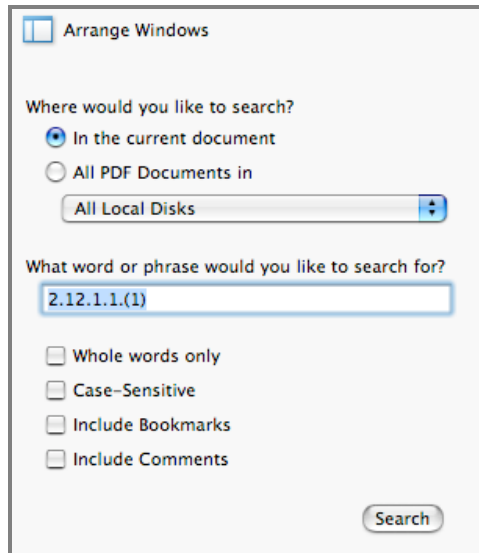 Arrange Windows
Where would you like to search?
In the current document
All PDF Documents in
All Local Disks
What word or phrase would you like to search for?
2.12.1.1.(1)
Whole words only
Case-Sensitive
Include Bookmarks
Include Comments
Search